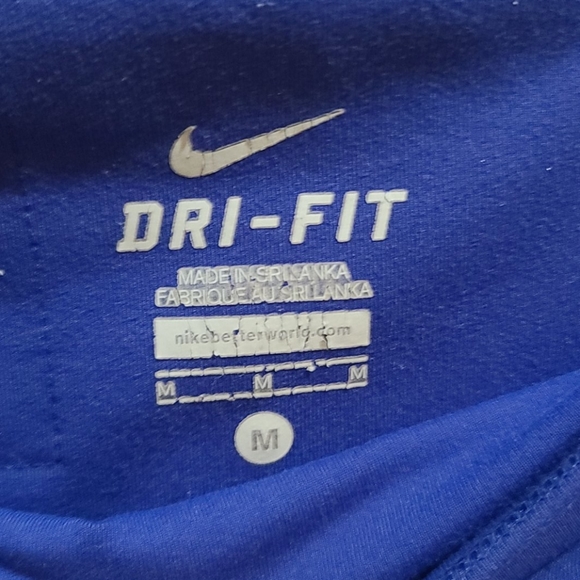 DRI-FIT
MADE IN SRI LANKA
FABRIQUE AU SRI LANKA
nikebetterworld.com
M M M
M